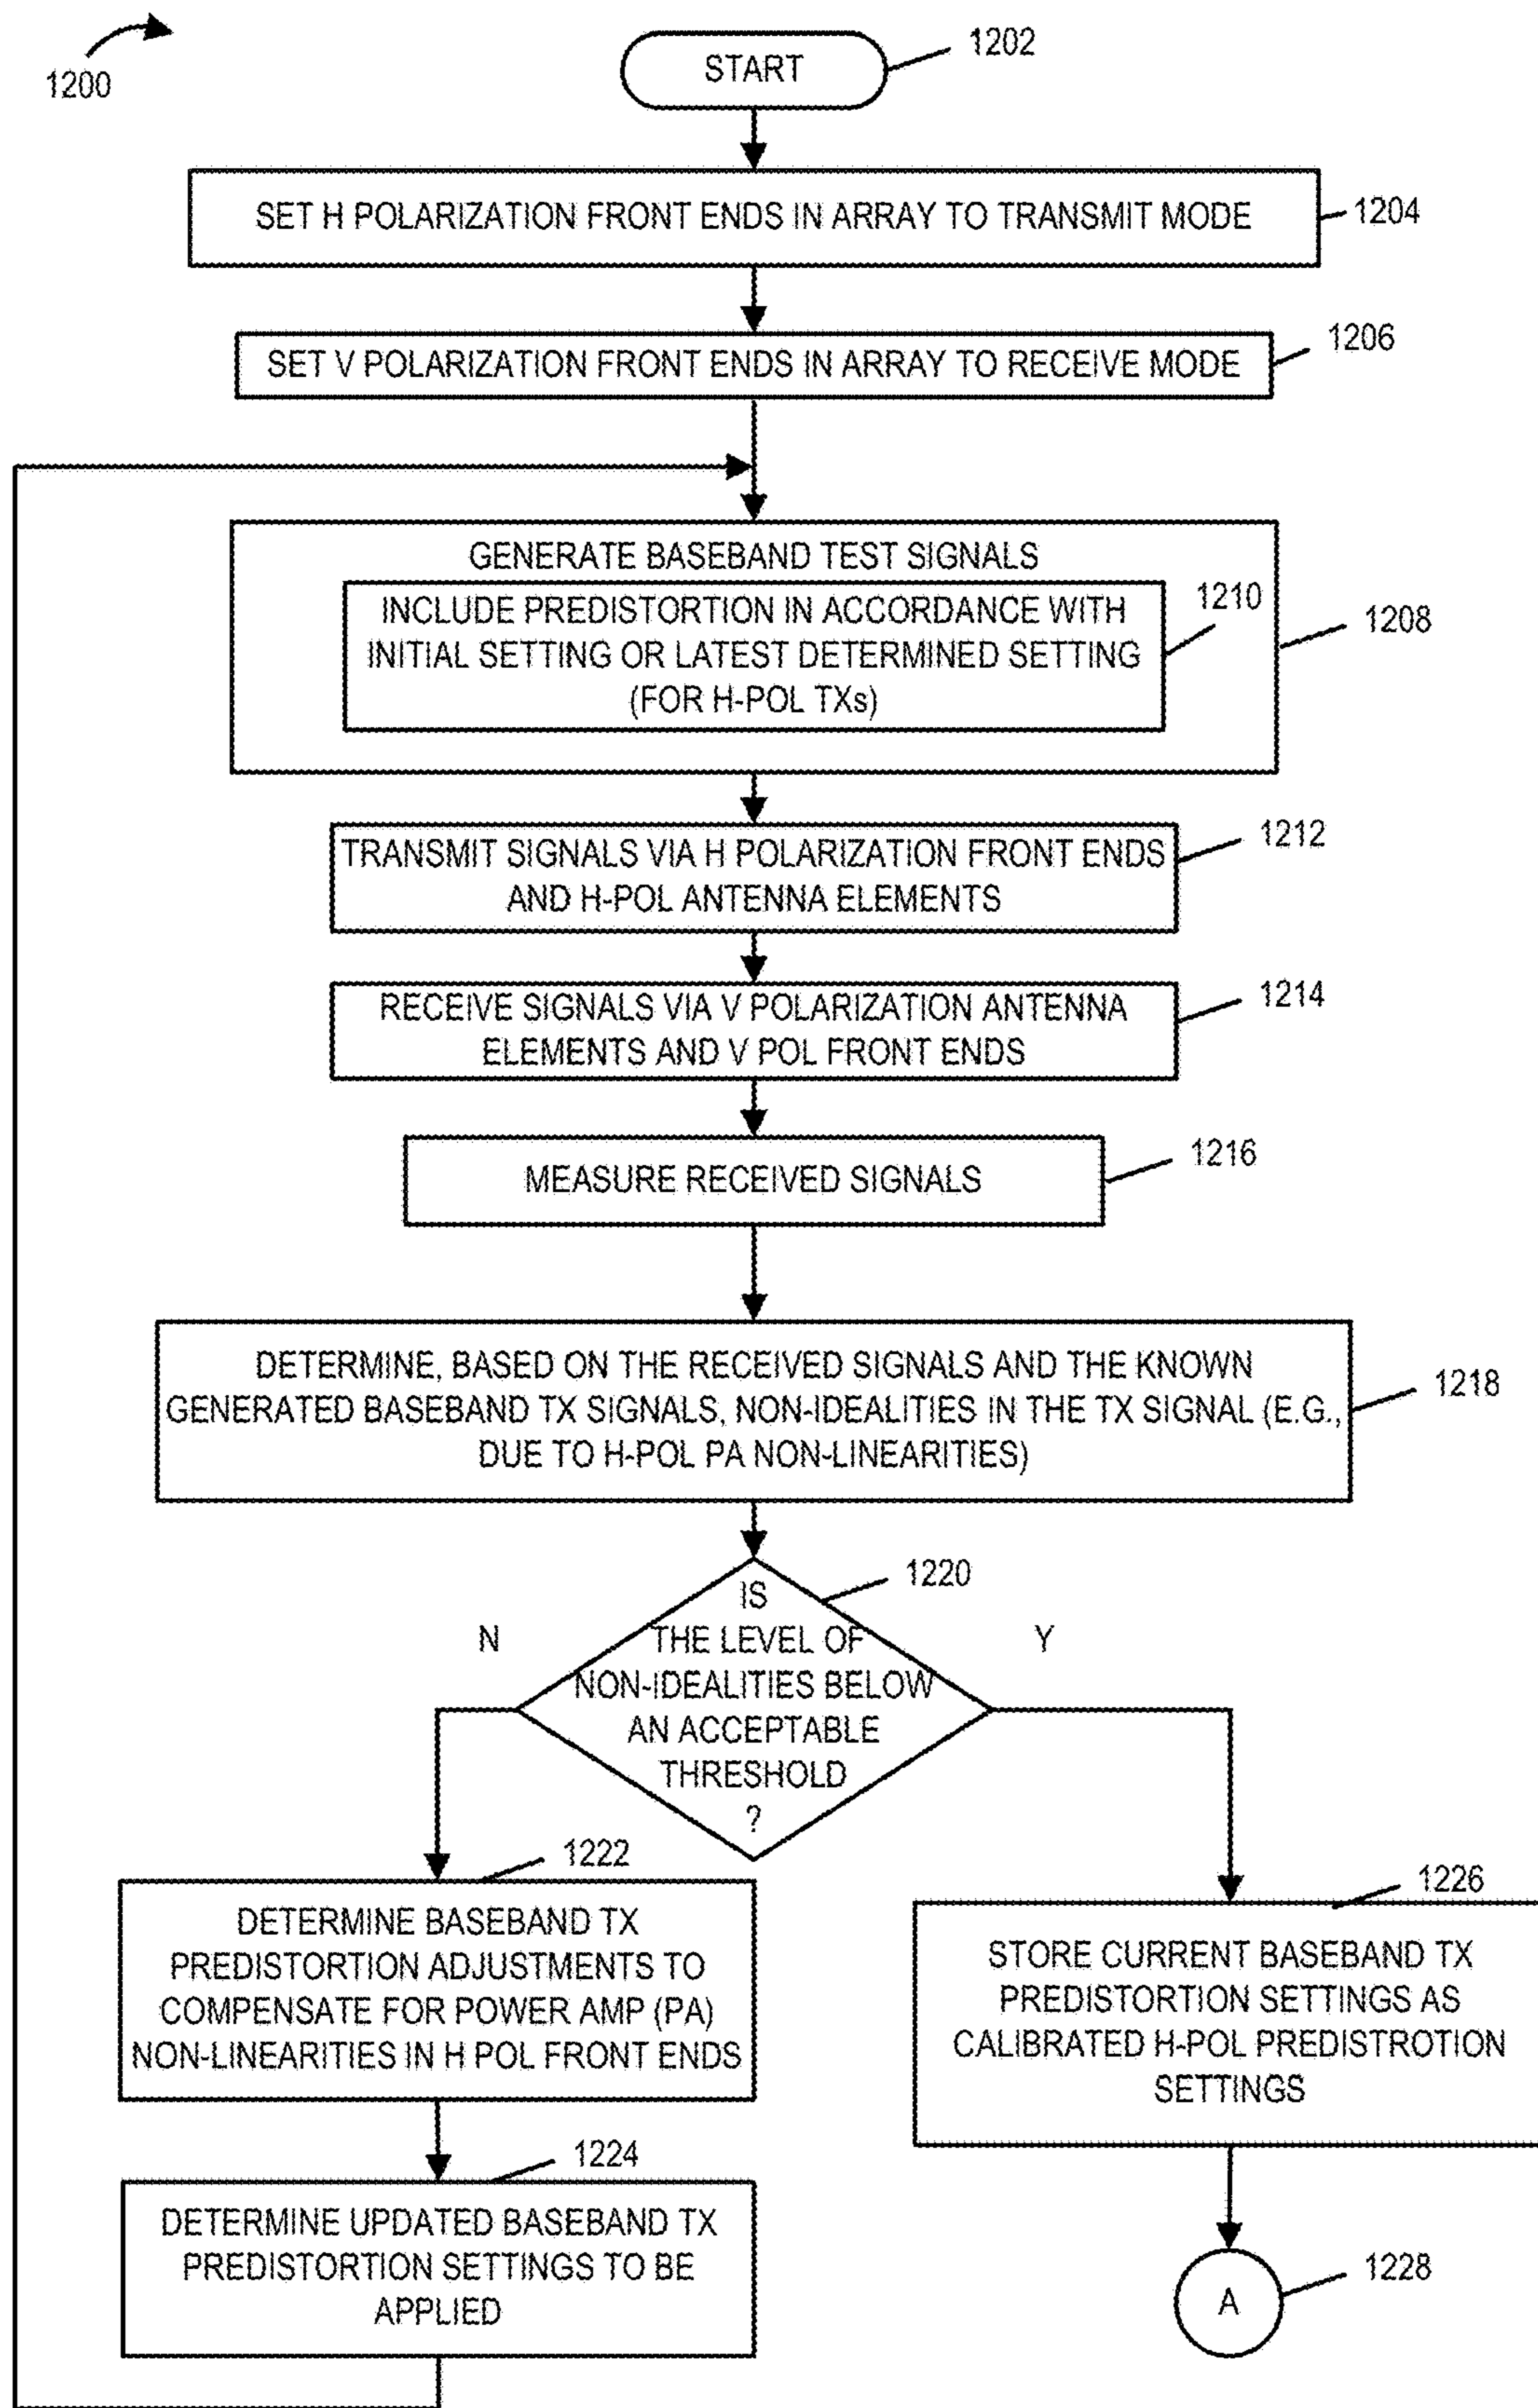 1200
START
1202
SET H POLARIZATION FRONT ENDS IN ARRAY TO TRANSMIT MODE
1204
SET V POLARIZATION FRONT ENDS IN ARRAY TO RECEIVE MODE
1206
GENERATE BASEBAND TEST SIGNALS
INCLUDE PREDISTORTION IN ACCORDANCE WITH
INITIAL SETTING OR LATEST DETERMINED SETTING
(FOR H-POL TXs)
1210
1208
TRANSMIT SIGNALS VIA H POLARIZATION FRONT ENDS
AND H-POL ANTENNA ELEMENTS
1212
RECEIVE SIGNALS VIA V POLARIZATION ANTENNA
ELEMENTS AND V POL FRONT ENDS
1214
MEASURE RECEIVED SIGNALS
1216
DETERMINE, BASED ON THE RECEIVED SIGNALS AND THE KNOWN
GENERATED BASEBAND TX SIGNALS, NON-IDEALITIES IN THE TX SIGNAL (E.G.,
DUE TO H-POL PA NON-LINEARITIES)
1218
IS
THE LEVEL OF
NON-IDEALITIES BELOW
AN ACCEPTABLE
THRESHOLD
?
1220
N
Y
1222
DETERMINE BASEBAND TX
PREDISTORTION ADJUSTMENTS TO
COMPENSATE FOR POWER AMP (PA)
NON-LINEARITIES IN H POL FRONT ENDS
1226
STORE CURRENT BASEBAND TX
PREDISTORTION SETTINGS AS
CALIBRATED H-POL PREDISTROTION
SETTINGS
1224
DETERMINE UPDATED BASEBAND TX
PREDISTORTION SETTINGS TO BE
APPLIED
A
1228